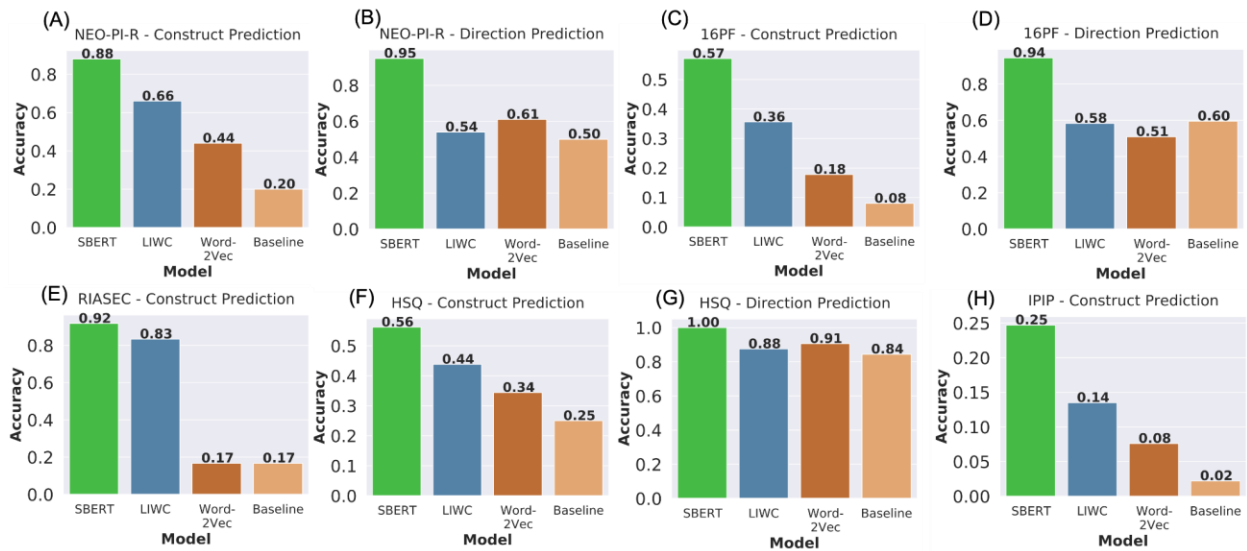 (A)
NEO-PI-R - Construct Prediction
0.88
0.66
0.44
0.20
0.8
0.6
0.4
0.2
0.0
Accuracy
SBERT LIWC Word- Baseline
2Vec
Model
(B)
NEO-PI-R - Direction Prediction
0.95
0.54
0.61
0.50
0.8
0.6
0.4
0.2
0.0
Accuracy
SBERT LIWC Word- Baseline
2Vec
Model
(C)
16PF - Construct Prediction
0.57
0.36
0.18
0.08
0.5
0.4
0.3
0.2
0.1
0.0
Accuracy
SBERT LIWC Word- Baseline
2Vec
Model
(D)
16PF - Direction Prediction
0.94
0.58
0.51
0.60
0.8
0.6
0.4
0.2
0.0
Accuracy
SBERT LIWC Word- Baseline
2Vec
Model
(E)
RIASEC - Construct Prediction
0.92
0.83
0.17
0.17
0.8
0.6
0.4
0.2
0.0
Accuracy
SBERT LIWC Word- Baseline
2Vec
Model
(F)
HSQ - Construct Prediction
0.56
0.44
0.34
0.25
0.5
0.4
0.3
0.2
0.1
0.0
Accuracy
SBERT LIWC Word- Baseline
2Vec
Model
(G)
HSQ - Direction Prediction
1.00
0.88
0.91
0.84
1.0
0.8
0.6
0.4
0.2
0.0
Accuracy
SBERT LIWC Word- Baseline
2Vec
Model
(H)
IPIP - Construct Prediction
0.25
0.14
0.08
0.02
0.25
0.20
0.15
0.10
0.05
0.00
Accuracy
SBERT LIWC Word- Baseline
2Vec
Model